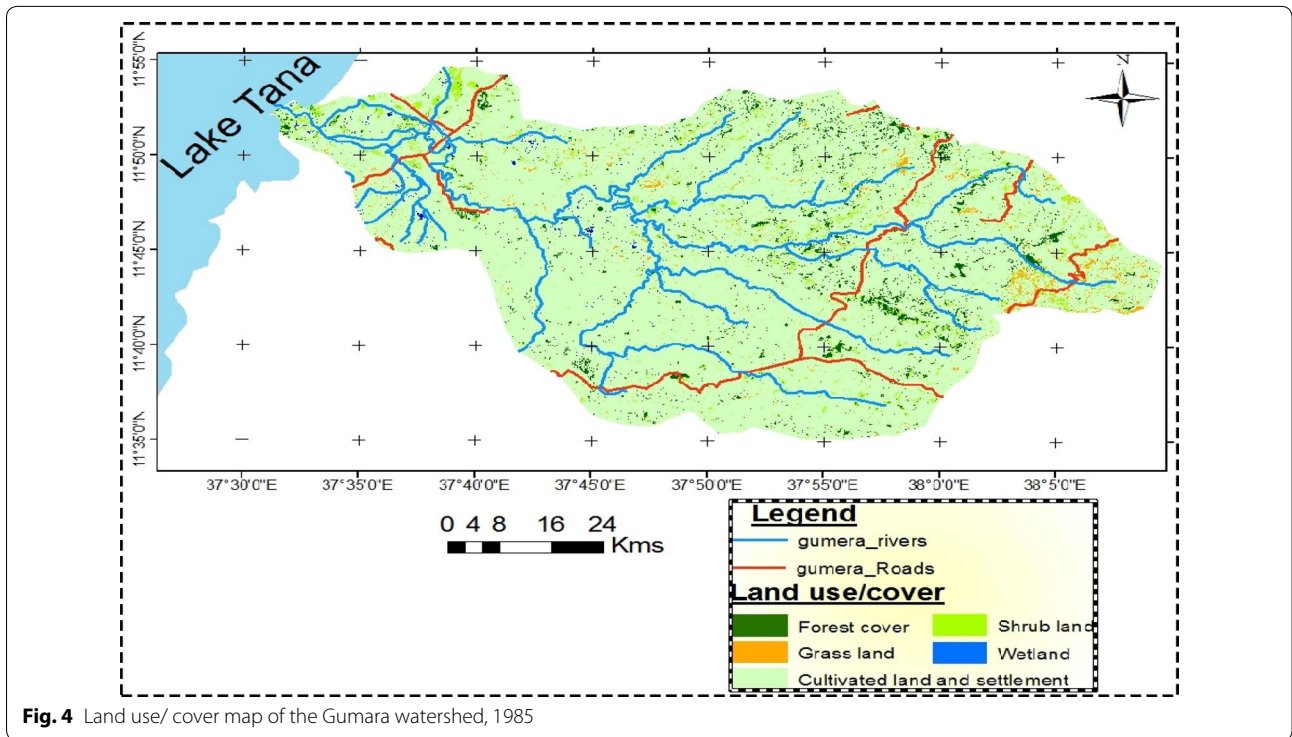 Lake Tana
N
11°55'0"N
11°50'0"N
11°45'0"N
11°40'0"N
11°35'0"N
37°30'0"E
37°35'0"E
37°40'0"E
37°45'0"E
37°50'0"E
37°55'0"E
38°0'0"E
38°5'0"E
0 4 8 16 24
Kms
Legend
gumera_rivers
gumera_Roads
Land use/cover
Forest cover
Shrub land
Grass land
Wetland
Cultivated land and settlement
Fig. 4 Land use/ cover map of the Gumara watershed, 1985